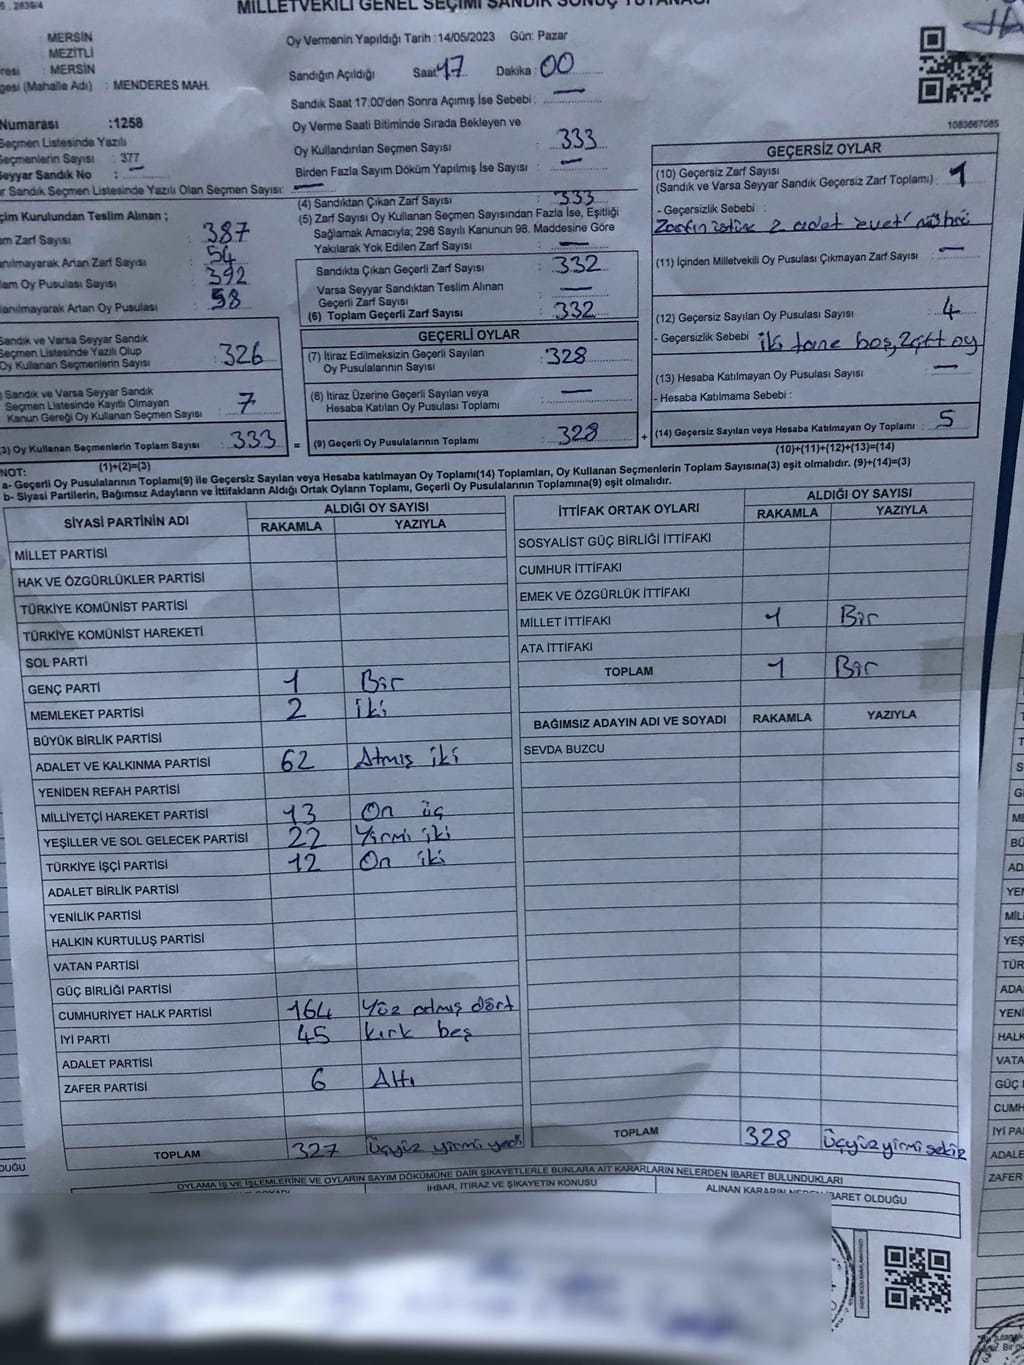 MİLLETVEKİLİ GENEL SEÇİMİ SANDIK SONUÇ TUTANAĞI
MERSİN
MEZİTLİ
MERSİN
(Mahalle Adı) : MENDERES MAH.
Numarası :1258
Seçmen Listesinde Yazılı
Seçmenlerin Sayısı : 377
Seyyar Sandık No :
Sandık Seçmen Listesinde Yazılı Olan Seçmen Sayısı:
Kurulundan Teslim Alınan ;
Zarf Sayısı 387
Artan Zarf Sayısı 54
Oy Pusulası Sayısı 392
Artan Oy Pusulası 58
Sandık ve Varsa Seyyar Sandık
Seçmen Listesinde Yazılı Olup
Oy Kullanan Seçmenlerin Sayısı : 326
Sandık ve Varsa Seyyar Sandık
Seçmen Listesinde Kayıtlı Olmayan
Kanun Gereği Oy Kullanan Seçmen Sayısı : 7
(3) Oy Kullanan Seçmenlerin Toplam Sayısı : 333
(1)+(2)=(3)
Oy Vermenin Yapıldığı Tarih :14/05/2023 Gün: Pazar
Sandığın Açıldığı Saat 17 Dakika : 00
Sandık Saat 17.00'den Sonra Açımış İse Sebebi : —
Oy Verme Saati Bitiminde Sırada Bekleyen ve
Oy Kullandırılan Seçmen Sayısı : 333
Birden Fazla Sayım Döküm Yapılmış İse Sayısı : —
(4) Sandıktan Çıkan Zarf Sayısı : 333
(5) Zarf Sayısı Oy Kullanan Seçmen Sayısından Fazla İse, Eşitliği
Sağlamak Amacıyla; 298 Sayılı Kanunun 98. Maddesine Göre
Yakılarak Yok Edilen Zarf Sayısı : —
Sandıkta Çıkan Geçerli Zarf Sayısı : 332
Varsa Seyyar Sandıktan Teslim Alınan
Geçerli Zarf Sayısı : —
(6) Toplam Geçerli Zarf Sayısı : 332
GEÇERLİ OYLAR
(7) İtiraz Edilmeksizin Geçerli Sayılan
Oy Pusulalarının Sayısı : 328
(8) İtiraz Üzerine Geçerli Sayılan veya
Hesaba Katılan Oy Pusulası Toplamı : —
= (9) Geçerli Oy Pusulalarının Toplamı : 328
1083667085
GEÇERSİZ OYLAR
(10) Geçersiz Zarf Sayısı
(Sandık ve Varsa Seyyar Sandık Geçersiz Zarf Toplamı) : 1
- Geçersizlik Sebebi :
Zarfın üstüne 2 adet evet mührü
(11) İçinden Milletvekili Oy Pusulası Çıkmayan Zarf Sayısı : —
(12) Geçersiz Sayılan Oy Pusulası Sayısı : 4
- Geçersizlik Sebebi : iki tane boş, 2 çift oy
(13) Hesaba Katılmayan Oy Pusulası Sayısı : —
- Hesaba Katılmama Sebebi :
+ (14) Geçersiz Sayılan veya Hesaba Katılmayan Oy Toplamı : 5
(10)+(11)+(12)+(13)=(14)
NOT:
a- Geçerli Oy Pusulalarının Toplamı(9) ile Geçersiz Sayılan veya Hesaba katılmayan Oy Toplamı(14) Toplamları, Oy Kullanan Seçmenlerin Toplam Sayısına(3) eşit olmalıdır. (9)+(14)=(3)
b- Siyasi Partilerin, Bağımsız Adayların ve İttifakların Aldığı Ortak Oyların Toplamı, Geçerli Oy Pusulalarının Toplamına(9) eşit olmalıdır.
SİYASİ PARTİNİN ADI ALDIĞI OY SAYISI
RAKAMLA YAZIYLA
MİLLET PARTİSİ
HAK VE ÖZGÜRLÜKLER PARTİSİ
TÜRKİYE KOMÜNİST PARTİSİ
TÜRKİYE KOMÜNİST HAREKETİ
SOL PARTİ
GENÇ PARTİ 1 Bir
MEMLEKET PARTİSİ 2 iki
BÜYÜK BİRLİK PARTİSİ
ADALET VE KALKINMA PARTİSİ 62 Atmış iki
YENİDEN REFAH PARTİSİ
MİLLİYETÇİ HAREKET PARTİSİ 13 On üç
YEŞİLLER VE SOL GELECEK PARTİSİ 22 Yirmi iki
TÜRKİYE İŞÇİ PARTİSİ 12 On iki
ADALET BİRLİK PARTİSİ
YENİLİK PARTİSİ
HALKIN KURTULUŞ PARTİSİ
VATAN PARTİSİ
GÜÇ BİRLİĞİ PARTİSİ
CUMHURİYET HALK PARTİSİ 164 Yüz atmış dört
İYİ PARTİ 45 kırk beş
ADALET PARTİSİ
ZAFER PARTİSİ 6 Altı
TOPLAM 327 Üçyüz yirmi yedi
İTTİFAK ORTAK OYLARI ALDIĞI OY SAYISI
RAKAMLA YAZIYLA
SOSYALİST GÜÇ BİRLİĞİ İTTİFAKI
CUMHUR İTTİFAKI
EMEK VE ÖZGÜRLÜK İTTİFAKI
MİLLET İTTİFAKI 1 Bir
ATA İTTİFAKI
TOPLAM 1 Bir
BAĞIMSIZ ADAYIN ADI VE SOYADI RAKAMLA YAZIYLA
SEVDA BUZCU
TOPLAM 328 Üçyüzyirmi sekiz
OYLAMA İŞ VE İŞLEMLERİNE VE OYLARIN SAYIM DÖKÜMÜNE DAİR ŞİKAYETLERLE BUNLARA AİT KARARLARIN NELERDEN İBARET BULUNDUKLARI
İHBAR, İTİRAZ VE ŞİKAYETİN KONUSU
ALINAN KARARIN NEDEN İBARET OLDUĞU